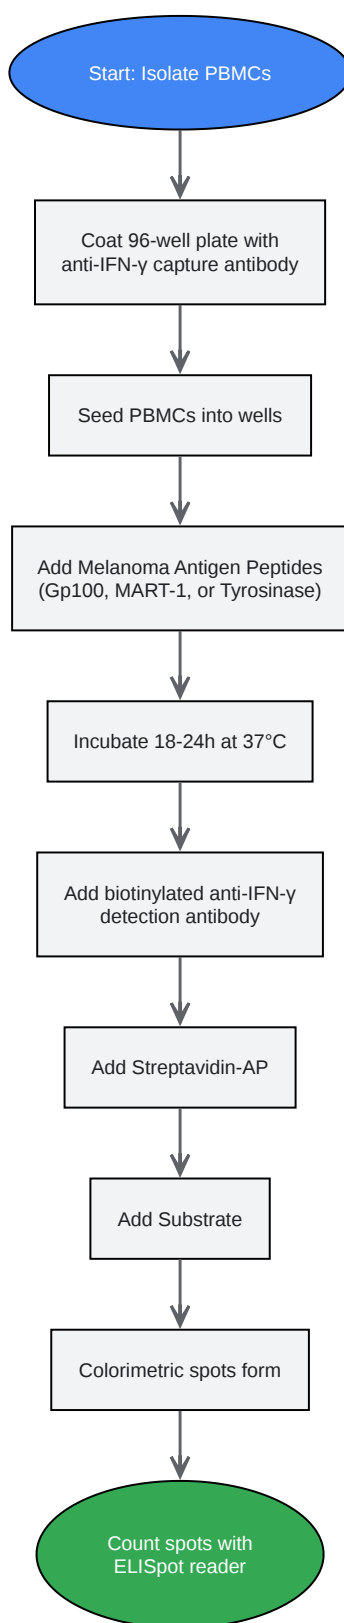 Start: Isolate PBMCs
Coat 96-well plate with
anti-IFN-γ capture antibody
Seed PBMCs into wells
Add Melanoma Antigen Peptides
(Gp100, MART-1, or Tyrosinase)
Incubate 18-24h at 37°C
Add biotinylated anti-IFN-γ
detection antibody
Add Streptavidin-AP
Add Substrate
Colorimetric spots form
Count spots with
ELISpot reader